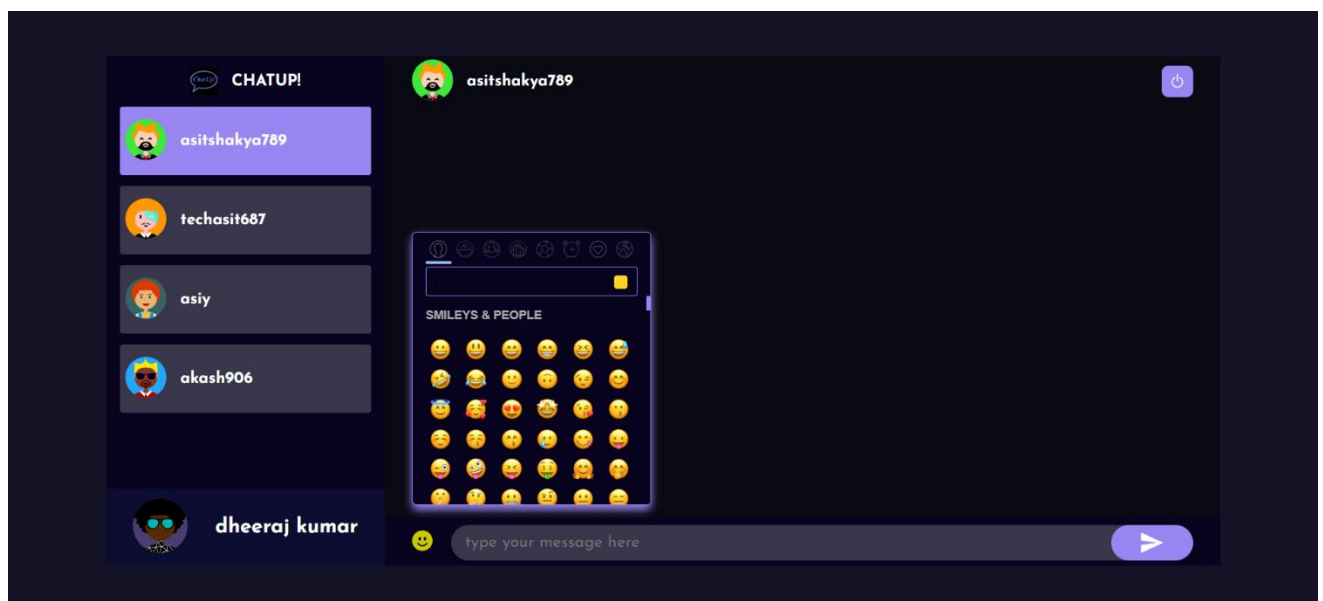 CHATUP!
asitshakya789
techasit687
asiy
akash906
dheeraj kumar
asitshakya789
SMILEYS & PEOPLE
type your message here